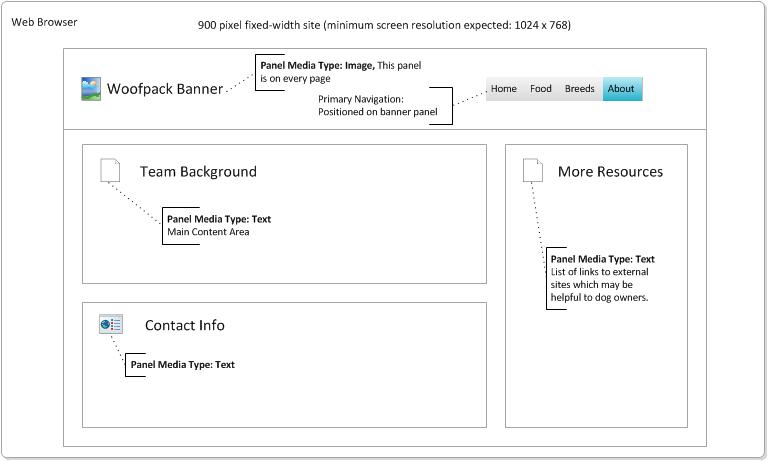 Web Browser
900 pixel fixed-width site (minimum screen resolution expected: 1024 x 768)
Woofpack Banner
Panel Media Type: Image, This panel
is on every page
Primary Navigation:
Positioned on banner panel
Home Food Breeds About
Team Background
Panel Media Type: Text
Main Content Area
More Resources
Panel Media Type: Text
List of links to external
sites which may be
helpful to dog owners.
Contact Info
Panel Media Type: Text